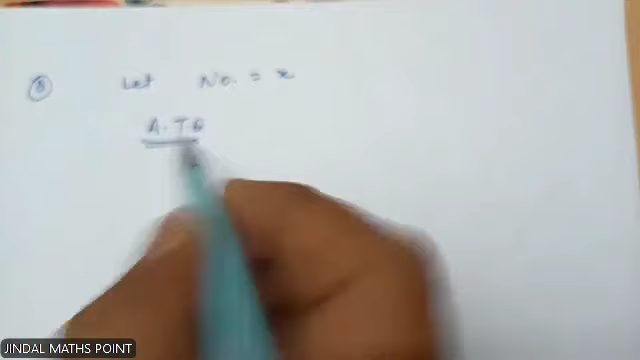 8 Let No. = x
A.T.Q
JINDAL MATHS POINT